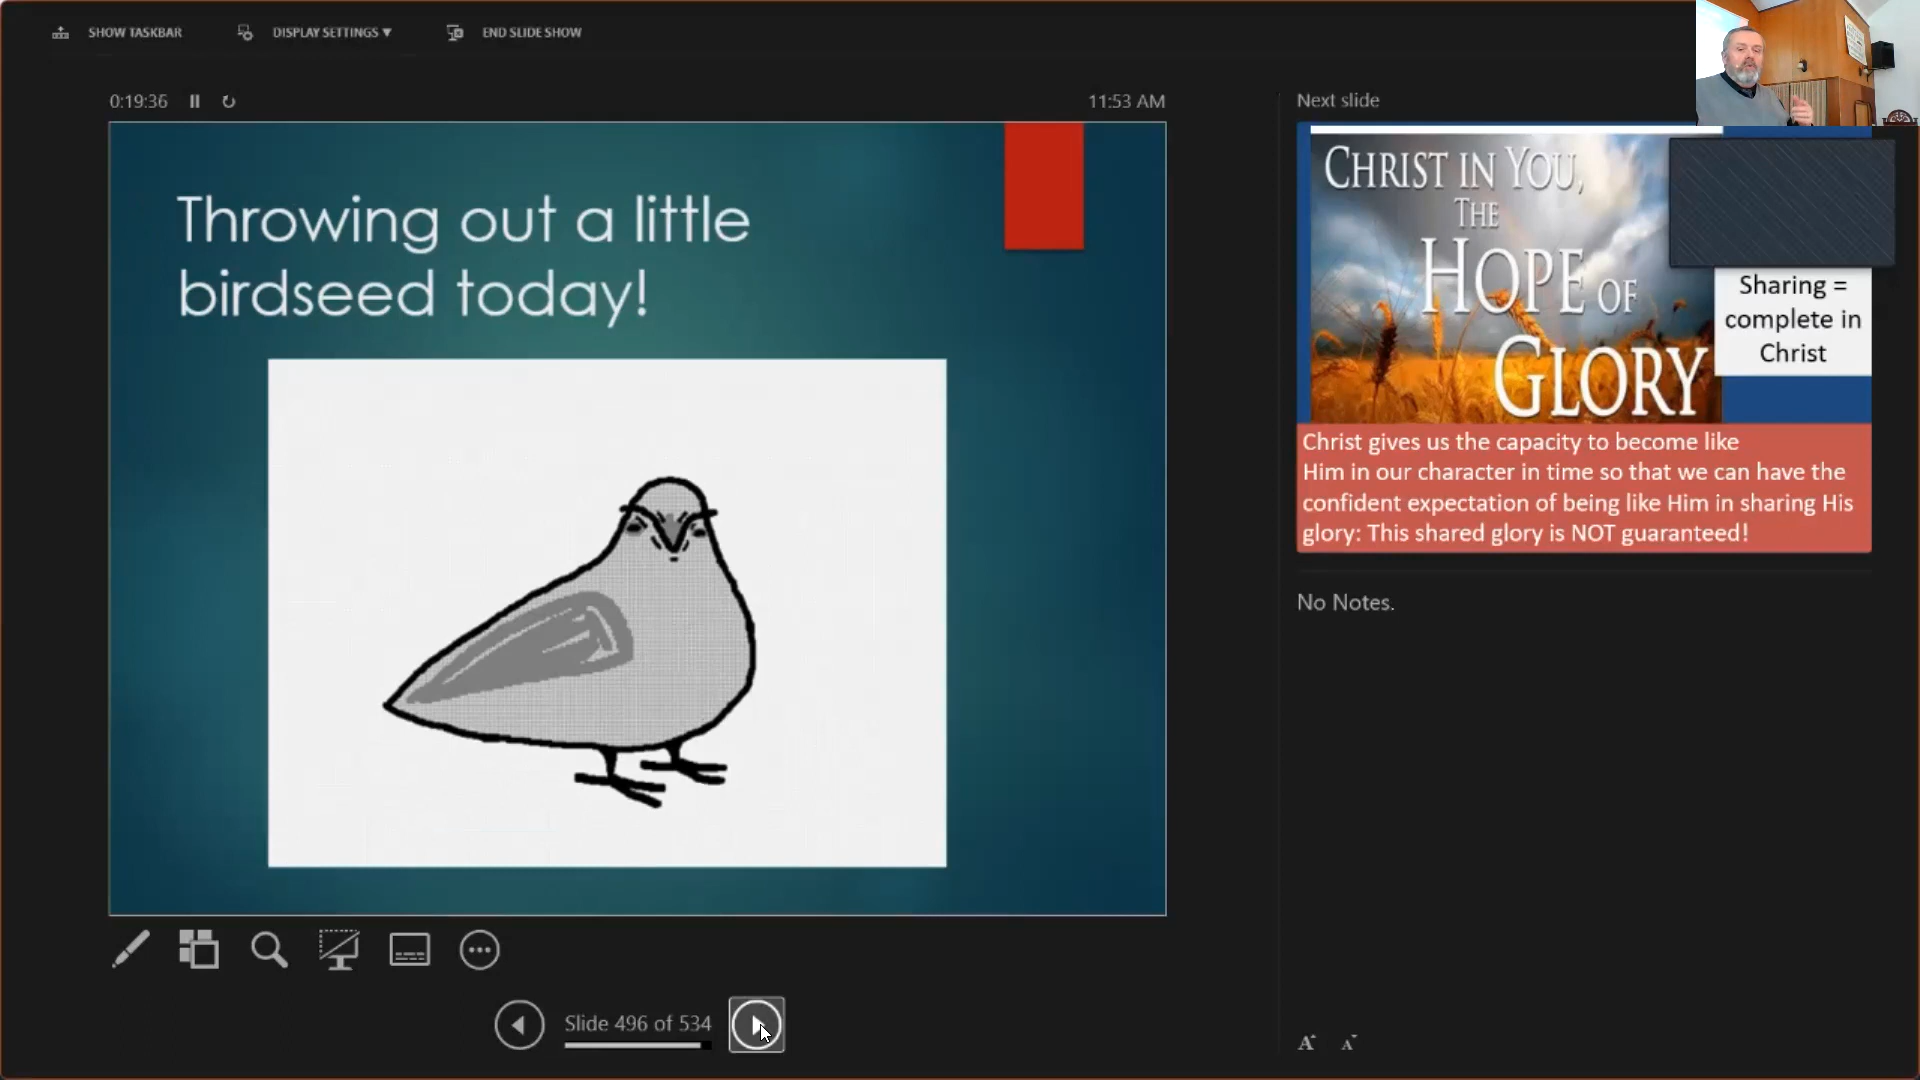 SHOW TASKBAR
DISPLAY SETTINGS ▼
END SLIDE SHOW
0:19:36
11:53 AM
Throwing out a little
birdseed today!
Slide 496 of 534
Next slide
CHRIST IN YOU,
THE
HOPE OF
GLORY
Sharing =
complete in
Christ
Christ gives us the capacity to become like
Him in our character in time so that we can have the
confident expectation of being like Him in sharing His
glory: This shared glory is NOT guaranteed!
No Notes.
A A